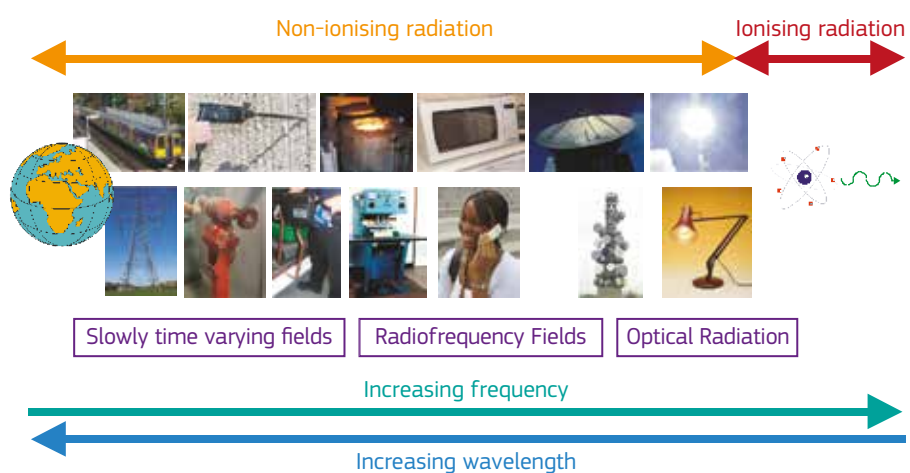 Non-ionising radiation
Ionising radiation
Slowly time varying fields
Radiofrequency Fields
Optical Radiation
Increasing frequency
Increasing wavelength